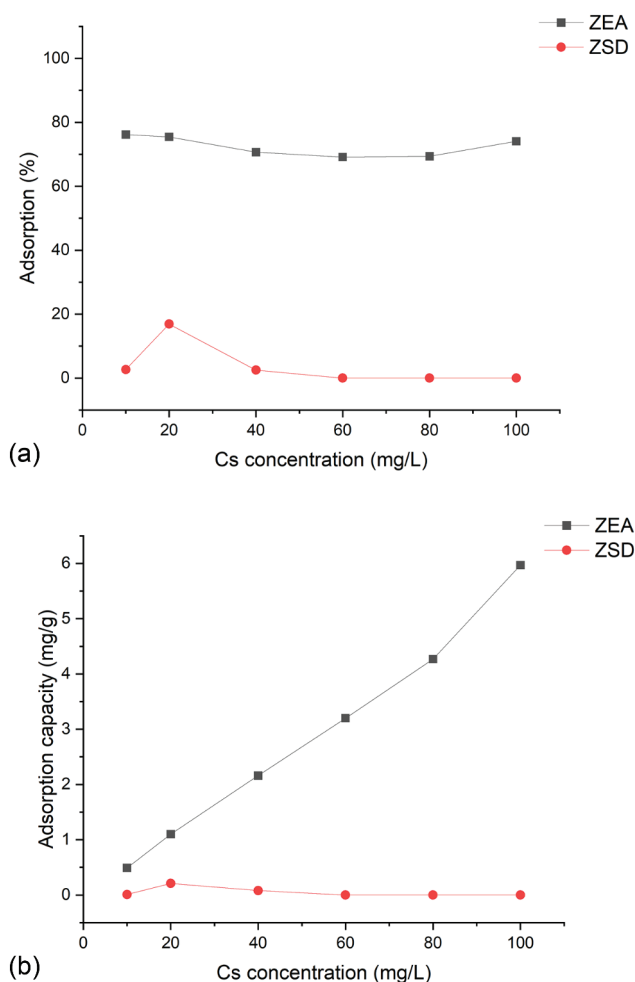 ZEA
ZSD
100
80
60
40
20
0
Adsorption (%)
0 20 40 60 80 100
Cs concentration (mg/L)
(a)
ZEA
ZSD
6
5
4
3
2
1
0
Adsorption capacity (mg/g)
0 20 40 60 80 100
Cs concentration (mg/L)
(b)